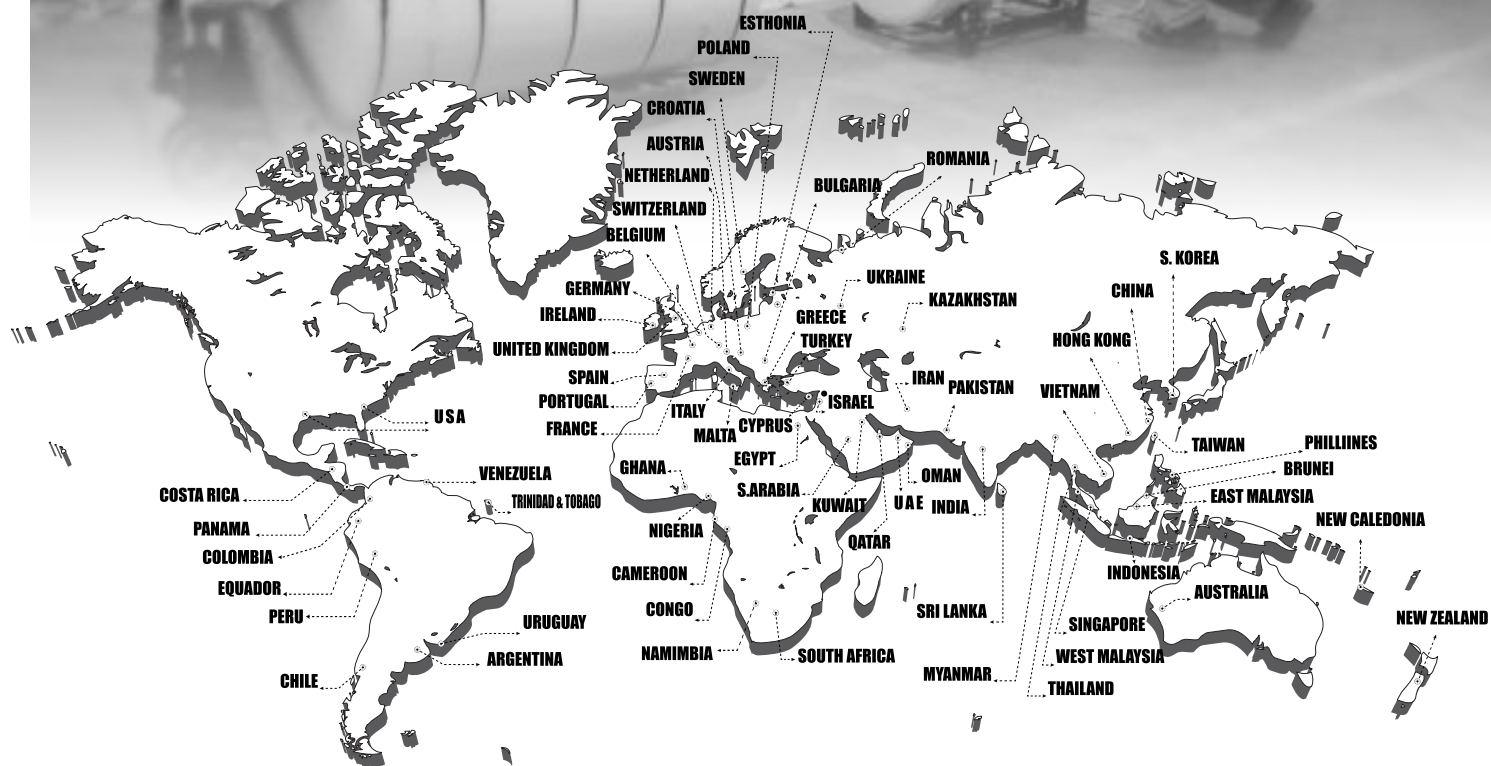 ESTHONIA
POLAND
SWEDEN
CROATIA
AUSTRIA
NETHERLAND
SWITZERLAND
BELGIUM
GERMANY
IRELAND
UNITED KINGDOM
SPAIN
PORTUGAL
FRANCE
ITALY
MALTA
CYPRUS
EGYPT
ROMANIA
BULGARIA
UKRAINE
KAZAKHSTAN
GREECE
TURKEY
IRAN
PAKISTAN
ISRAEL
S. KOREA
CHINA
HONG KONG
VIETNAM
TAIWAN
PHILLIINES
BRUNEI
EAST MALAYSIA
NEW CALEDONIA
INDONESIA
AUSTRALIA
NEW ZEALAND
SINGAPORE
WEST MALAYSIA
THAILAND
MYANMAR
SRI LANKA
INDIA
OMAN
UAE
QATAR
KUWAIT
S.ARABIA
GHANA
NIGERIA
CAMEROON
CONGO
NAMIMBIA
SOUTH AFRICA
USA
VENEZUELA
TRINIDAD & TOBAGO
COSTA RICA
PANAMA
COLOMBIA
EQUADOR
PERU
URUGUAY
ARGENTINA
CHILE